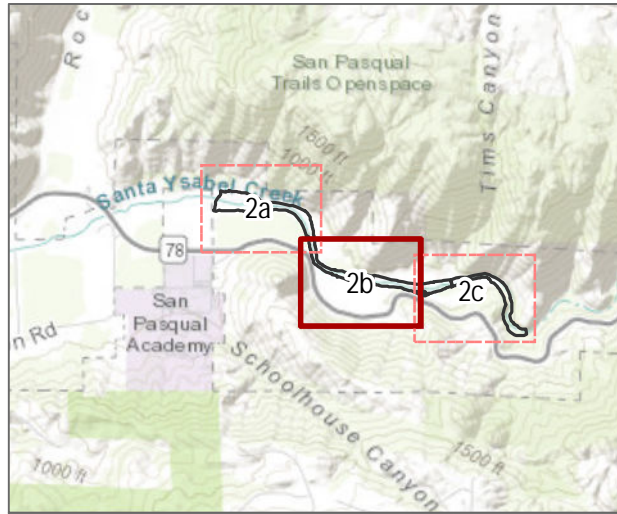 Roc
San Pasqual
Trails Openspace
Tims Canyon
1500 ft
1000 ft
Santa Ysabel Creek
2a
78
2b
2c
San
Pasqual
Academy
n Rd
Schoolhouse Canyon
1000 ft
1500 ft